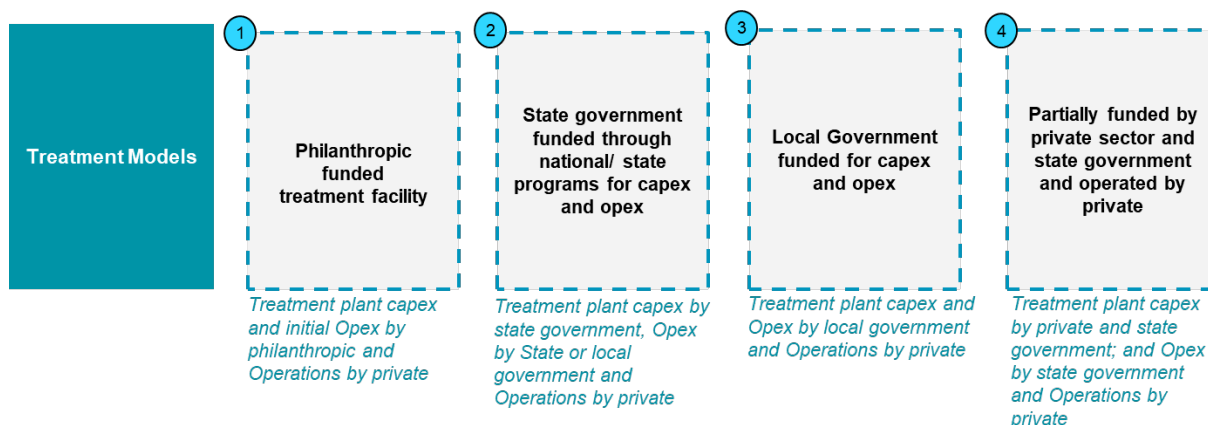 Treatment Models
1
Philanthropic
funded
treatment facility
Treatment plant capex
and initial Opex by
philanthropic and
Operations by private
2
State government
funded through
national/ state
programs for capex
and opex
Treatment plant capex by
state government, Opex
by State or local
government and
Operations by private
3
Local Government
funded for capex
and opex
Treatment plant capex and
Opex by local government
and Operations by private
4
Partially funded by
private sector and
state government
and operated by
private
Treatment plant capex
by private and state
government; and Opex
by state government
and Operations by
private